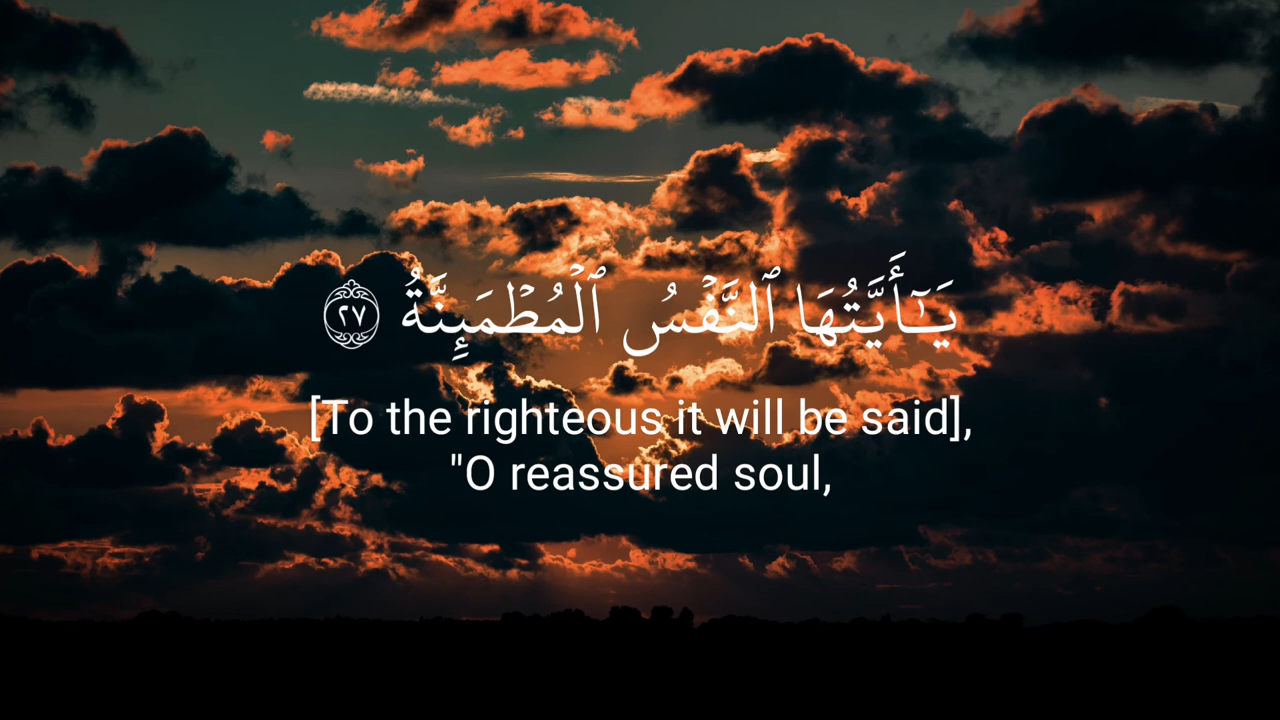 يَـٰٓأَيَّتُهَا ٱلنَّفْسُ ٱلْمُطْمَئِنَّةُ ٢٧
[To the righteous it will be said],
"O reassured soul,